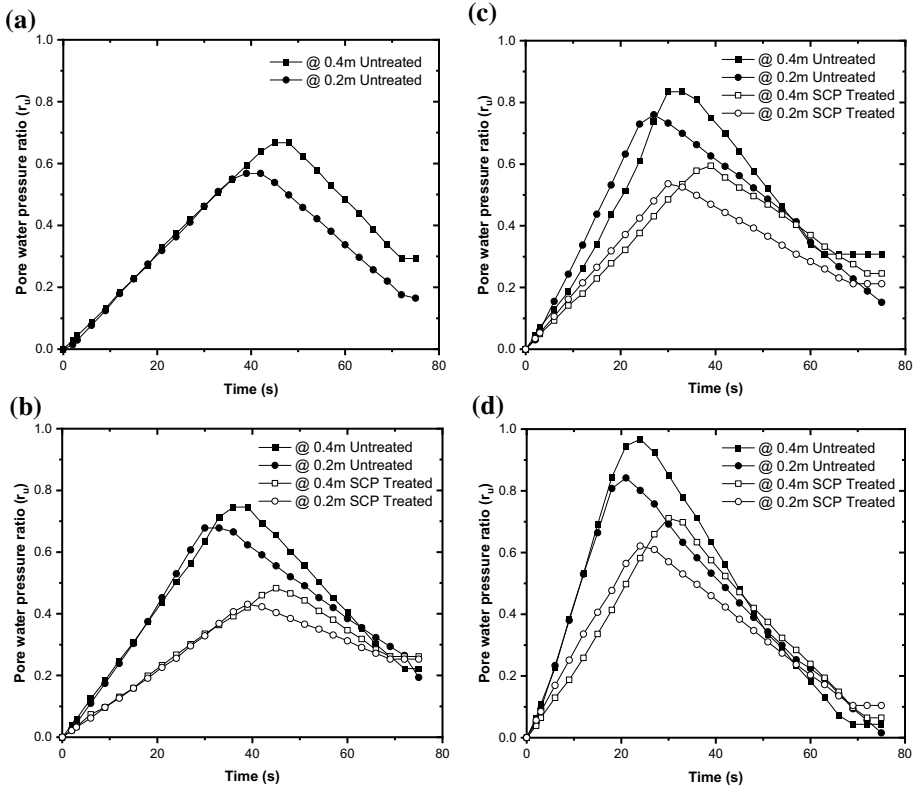 (a)
1.0
0.8
0.6
0.4
0.2
0.0
Pore water pressure ratio (r_u)
@ 0.4m Untreated
@ 0.2m Untreated
0 20 40 60 80
Time (s)
(b)
1.0
0.8
0.6
0.4
0.2
0.0
Pore water pressure ratio (r_u)
@ 0.4m Untreated
@ 0.2m Untreated
@ 0.4m SCP Treated
@ 0.2m SCP Treated
0 20 40 60 80
Time (s)
(c)
1.0
0.8
0.6
0.4
0.2
0.0
Pore water pressure ratio (r_u)
@ 0.4m Untreated
@ 0.2m Untreated
@ 0.4m SCP Treated
@ 0.2m SCP Treated
0 20 40 60 80
Time (s)
(d)
1.0
0.8
0.6
0.4
0.2
0.0
Pore water pressure ratio (r_u)
@ 0.4m Untreated
@ 0.2m Untreated
@ 0.4m SCP Treated
@ 0.2m SCP Treated
0 20 40 60 80
Time (s)